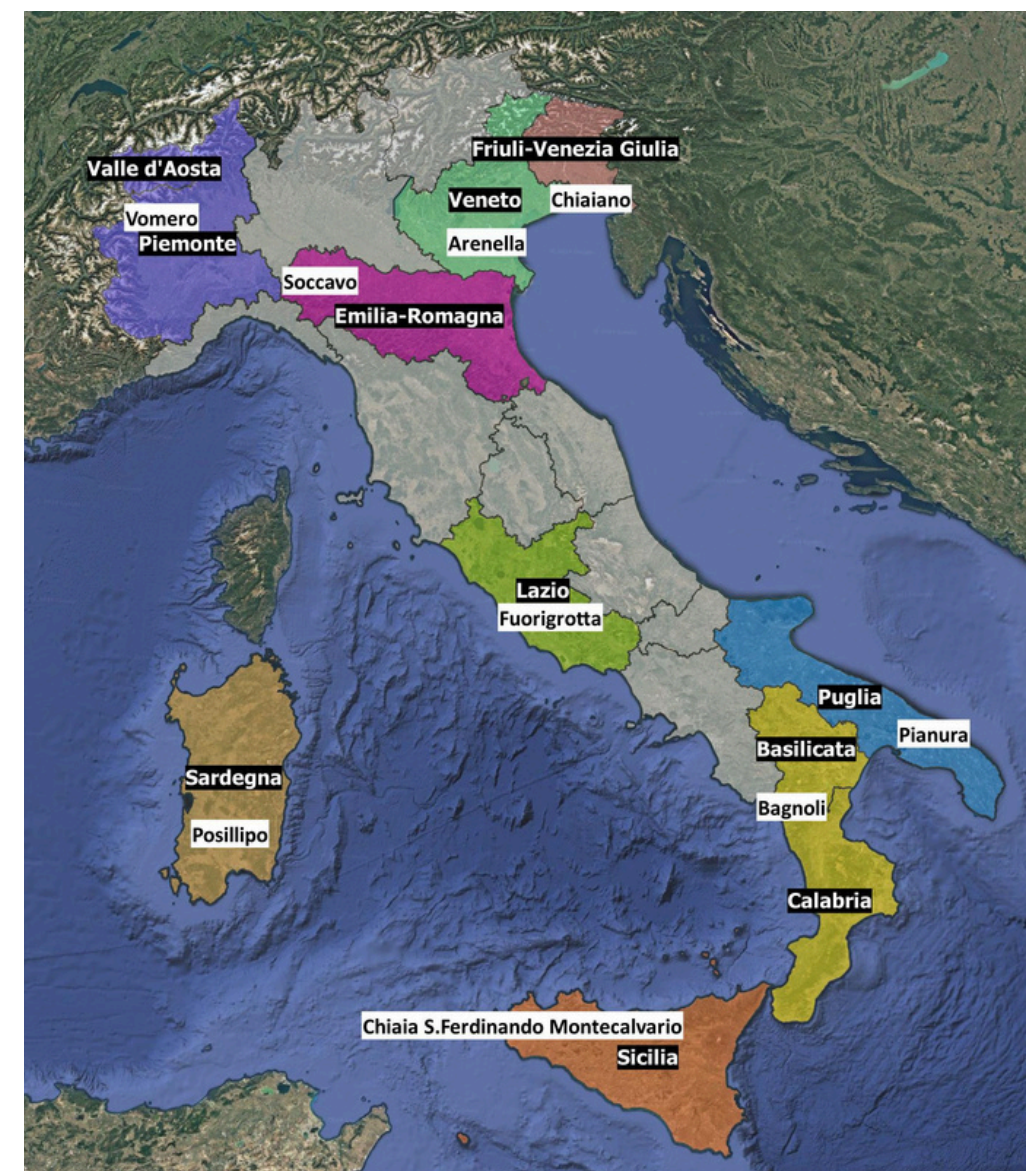 Friuli-Venezia Giulia
Valle d'Aosta
Veneto
Chiaiano
Vomero
Piemonte
Arenella
Soccavo
Emilia-Romagna
Lazio
Fuorigrotta
Puglia
Pianura
Basilicata
Sardegna
Bagnoli
Posillipo
Calabria
Chiaia S.Ferdinando Montecalvario
Sicilia